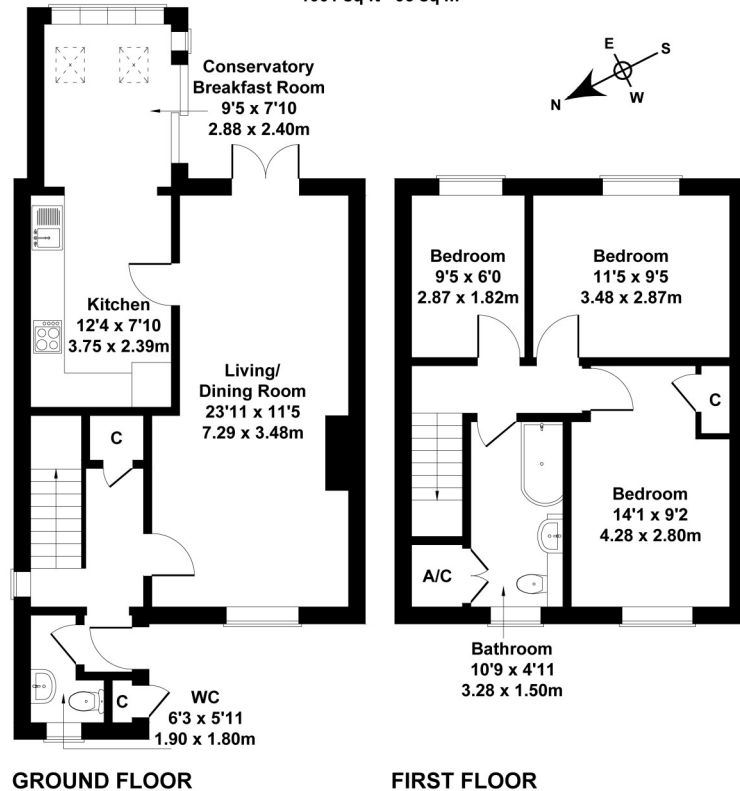 Conservatory
Breakfast Room
9'5 x 7'10
2.88 x 2.40m
E
S
N
W
Kitchen
12'4 x 7'10
3.75 x 2.39m
Living/
Dining Room
23'11 x 11'5
7.29 x 3.48m
C
WC
6'3 x 5'11
1.90 x 1.80m
C
Bedroom
9'5 x 6'0
2.87 x 1.82m
Bedroom
11'5 x 9'5
3.48 x 2.87m
C
Bedroom
14'1 x 9'2
4.28 x 2.80m
A/C
Bathroom
10'9 x 4'11
3.28 x 1.50m
GROUND FLOOR
FIRST FLOOR